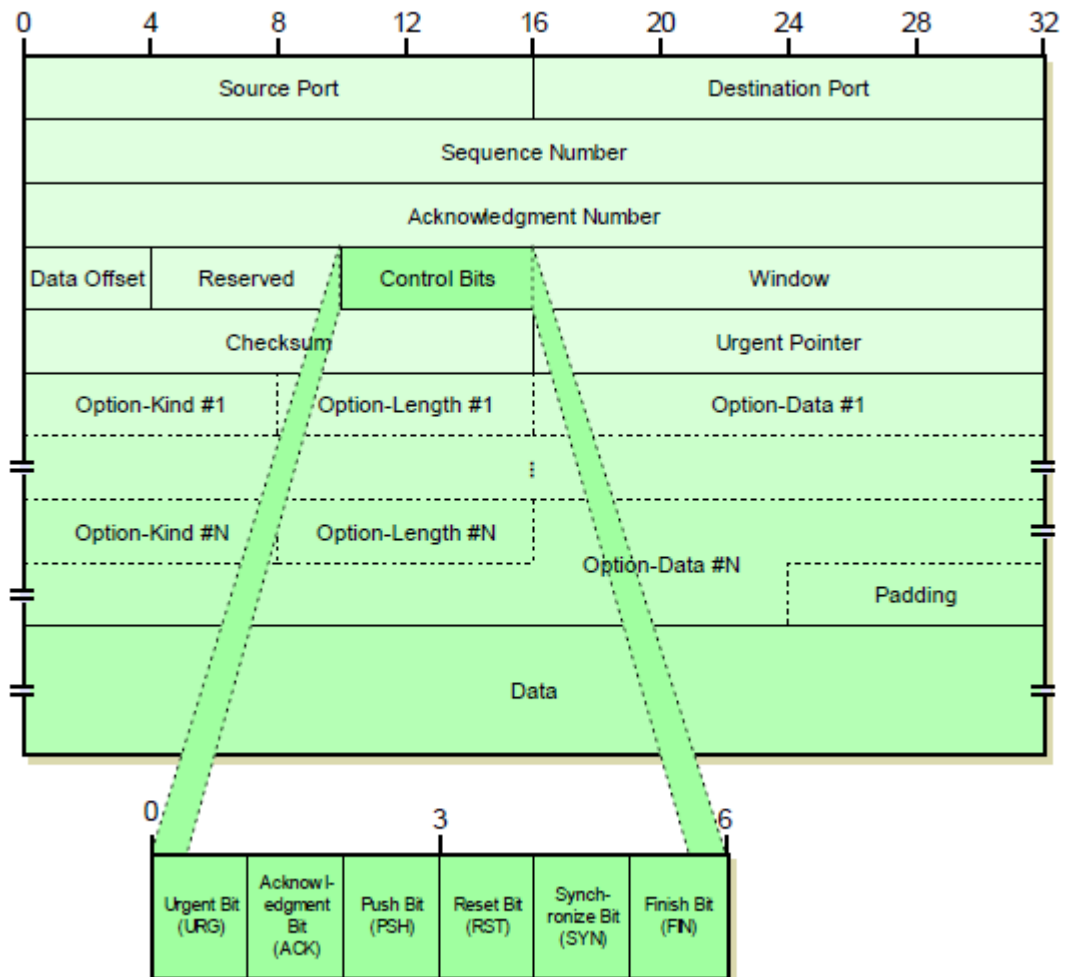 0 4 8 12 16 20 24 28 32
Source Port Destination Port
Sequence Number
Acknowledgment Number
Data Offset Reserved Control Bits Window
Checksum Urgent Pointer
Option-Kind #1 Option-Length #1 Option-Data #1
Option-Kind #N Option-Length #N
Option-Data #N
Padding
Data
0 3 6
Urgent Bit
(URG)
Acknowl-
edgment
Bit
(ACK)
Push Bit
(PSH)
Reset Bit
(RST)
Synch-
ronize Bit
(SYN)
Finish Bit
(FIN)